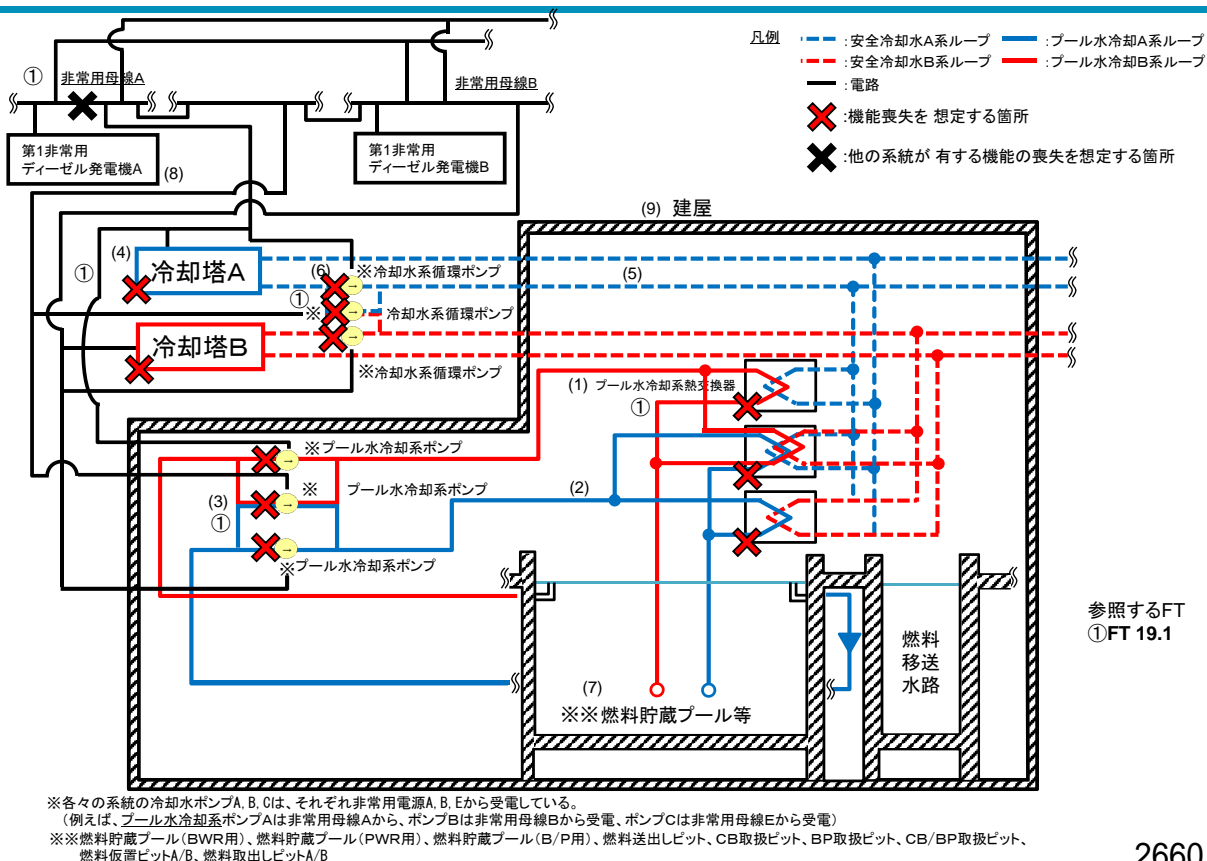 凡例
:安全冷却水A系ループ
:プール水冷却A系ループ
:安全冷却水B系ループ
:プール水冷却B系ループ
:電路
:機能喪失を 想定する箇所
:他の系統が 有する機能の喪失を想定する箇所
①
非常用母線A
非常用母線B
第1非常用
ディーゼル発電機A
(8)
第1非常用
ディーゼル発電機B
(9) 建屋
(4)
冷却塔A
①
(6)
※冷却水系循環ポンプ
(5)
①
※
冷却水系循環ポンプ
冷却塔B
※冷却水系循環ポンプ
(1) プール水冷却系熱交換器
①
※プール水冷却系ポンプ
※
プール水冷却系ポンプ
(3)
①
(2)
※プール水冷却系ポンプ
(7)
※※燃料貯蔵プール等
燃料
移送
水路
参照するFT
①FT 19.1
※各々の系統の冷却水ポンプA,B,Cは、それぞれ非常用電源A,B,Eから受電している。
(例えば、プール水冷却系ポンプAは非常用母線Aから、ポンプBは非常用母線Bから受電、ポンプCは非常用母線Eから受電)
※※燃料貯蔵プール(BWR用)、燃料貯蔵プール(PWR用)、燃料貯蔵プール(B/P用)、燃料送出しピット、CB取扱ピット、BP取扱ピット、CB/BP取扱ピット、
燃料仮置ピットA/B、燃料取出しピットA/B
2660